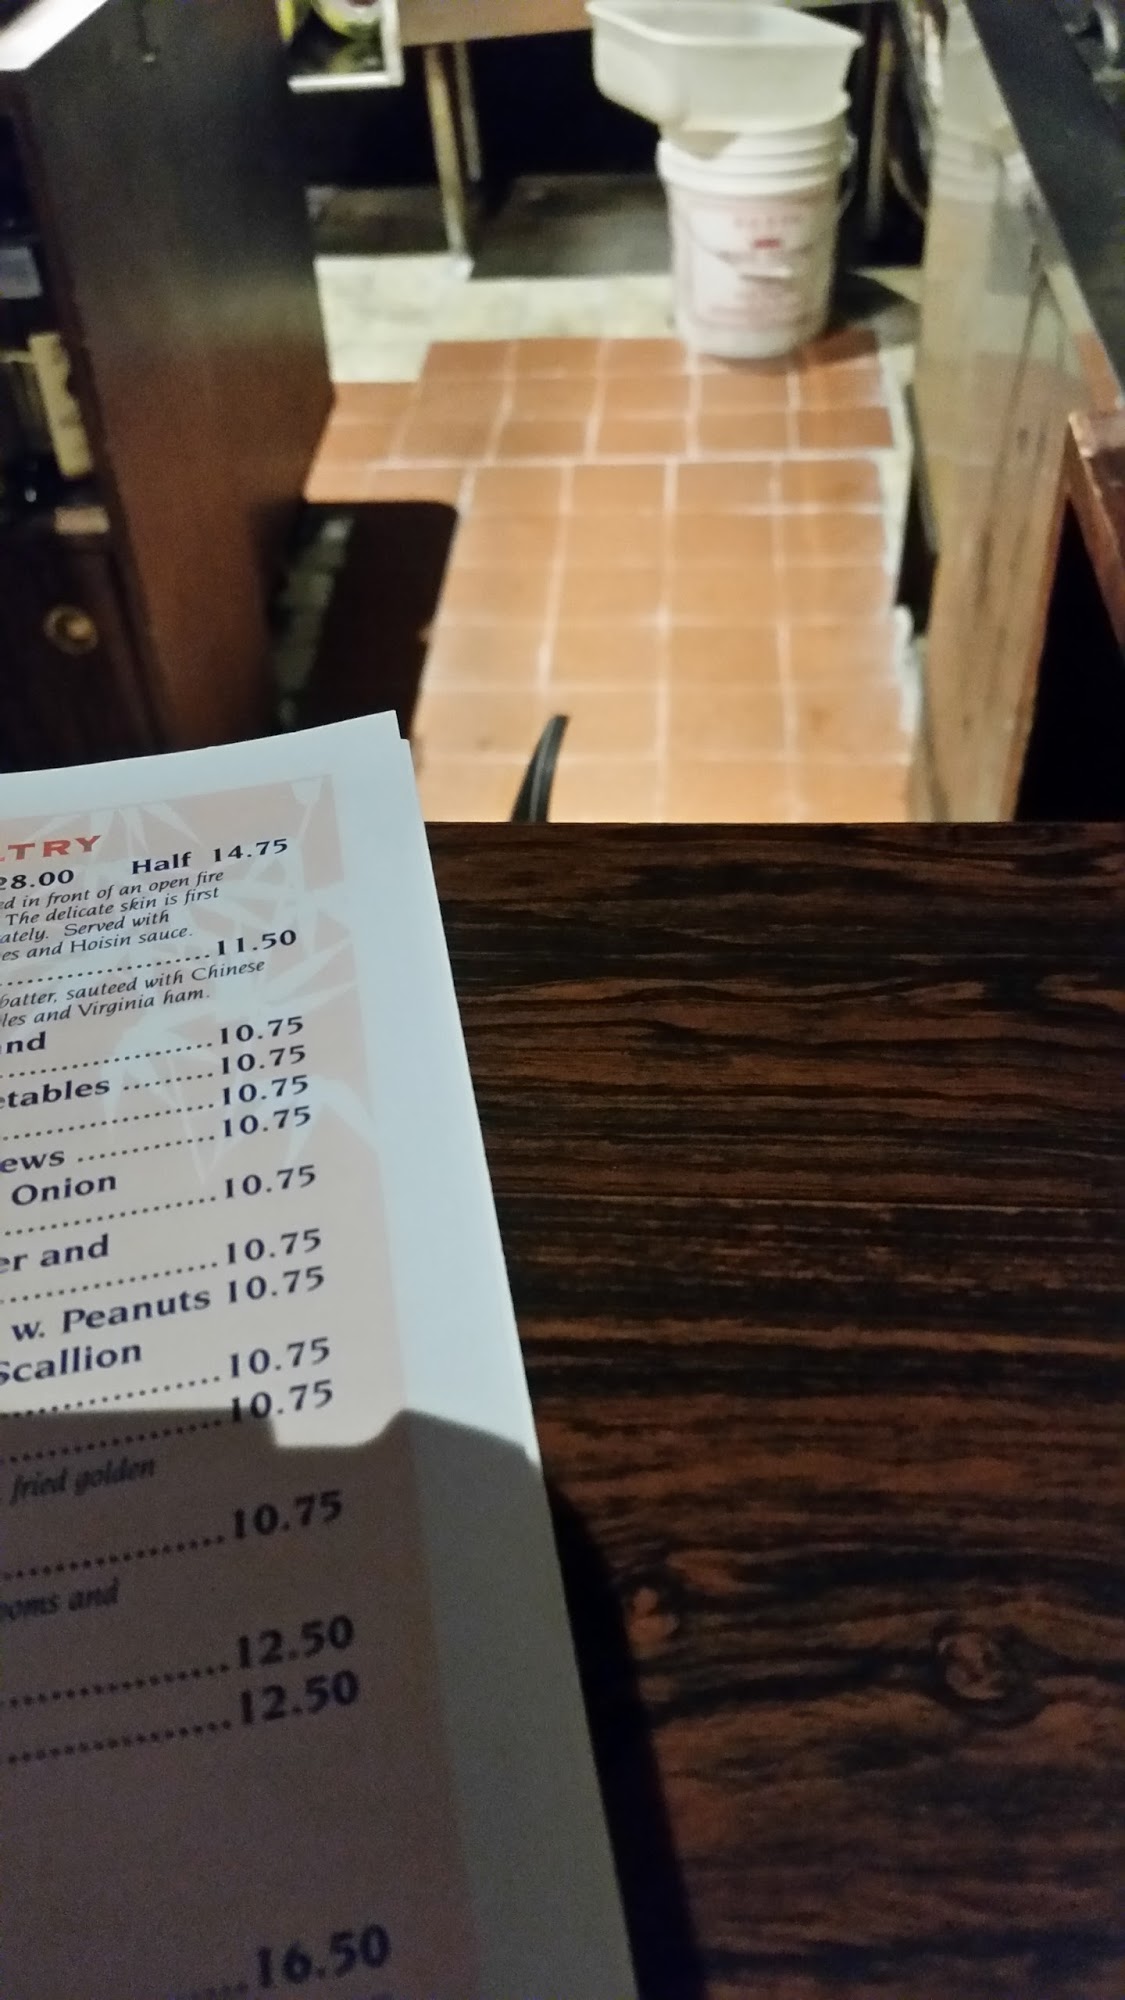 LTRY
28.00 Half 14.75
ed in front of an open fire
The delicate skin is first
ately. Served with
es and Hoisin sauce.
....................11.50
batter, sauteed with Chinese
les and Virginia ham.
and
....................10.75
etables .........10.75
....................10.75
ews .............10.75
Onion
....................10.75
er and
....................10.75
w. Peanuts 10.75
Scallion
....................10.75
....................10.75
fried golden
....................10.75
ooms and
....................12.50
....................12.50
.....16.50